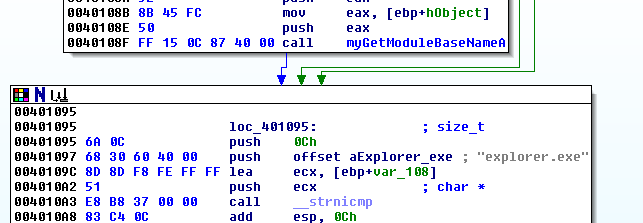 0040108B 8B 45 FC mov eax, [ebp+hObject]
0040108E 50 push eax
0040108F FF 15 0C 87 40 00 call myGetModuleBaseNameA
00401095
00401095 loc_401095: ; size_t
00401095 6A 0C push 0Ch
00401097 68 30 60 40 00 push offset aExplorer_exe ; "explorer.exe"
0040109C 8D 8D F8 FE FF FF lea ecx, [ebp+var_108]
004010A2 51 push ecx ; char *
004010A3 E8 B8 37 00 00 call __strnicmp
004010A8 83 C4 0C add esp, 0Ch